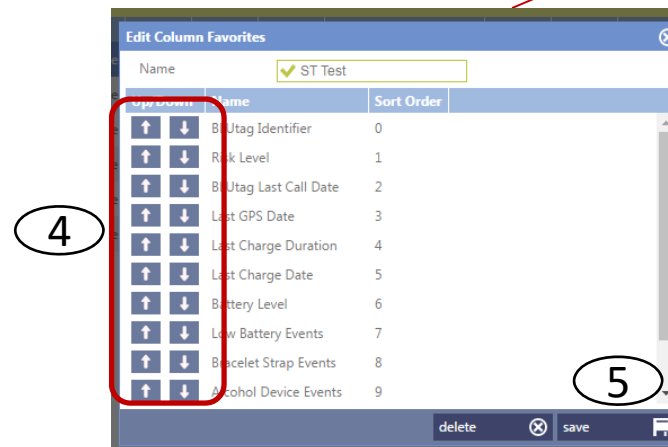 Edit Column Favorites
Name ST Test
Up/Down Name Sort Order
BLUtag Identifier 0
Risk Level 1
BLUtag Last Call Date 2
Last GPS Date 3
4 Last Charge Duration 4
Last Charge Date 5
Battery Level 6
Low Battery Events 7
Bracelet Strap Events 8
Alcohol Device Events 9
5
delete save